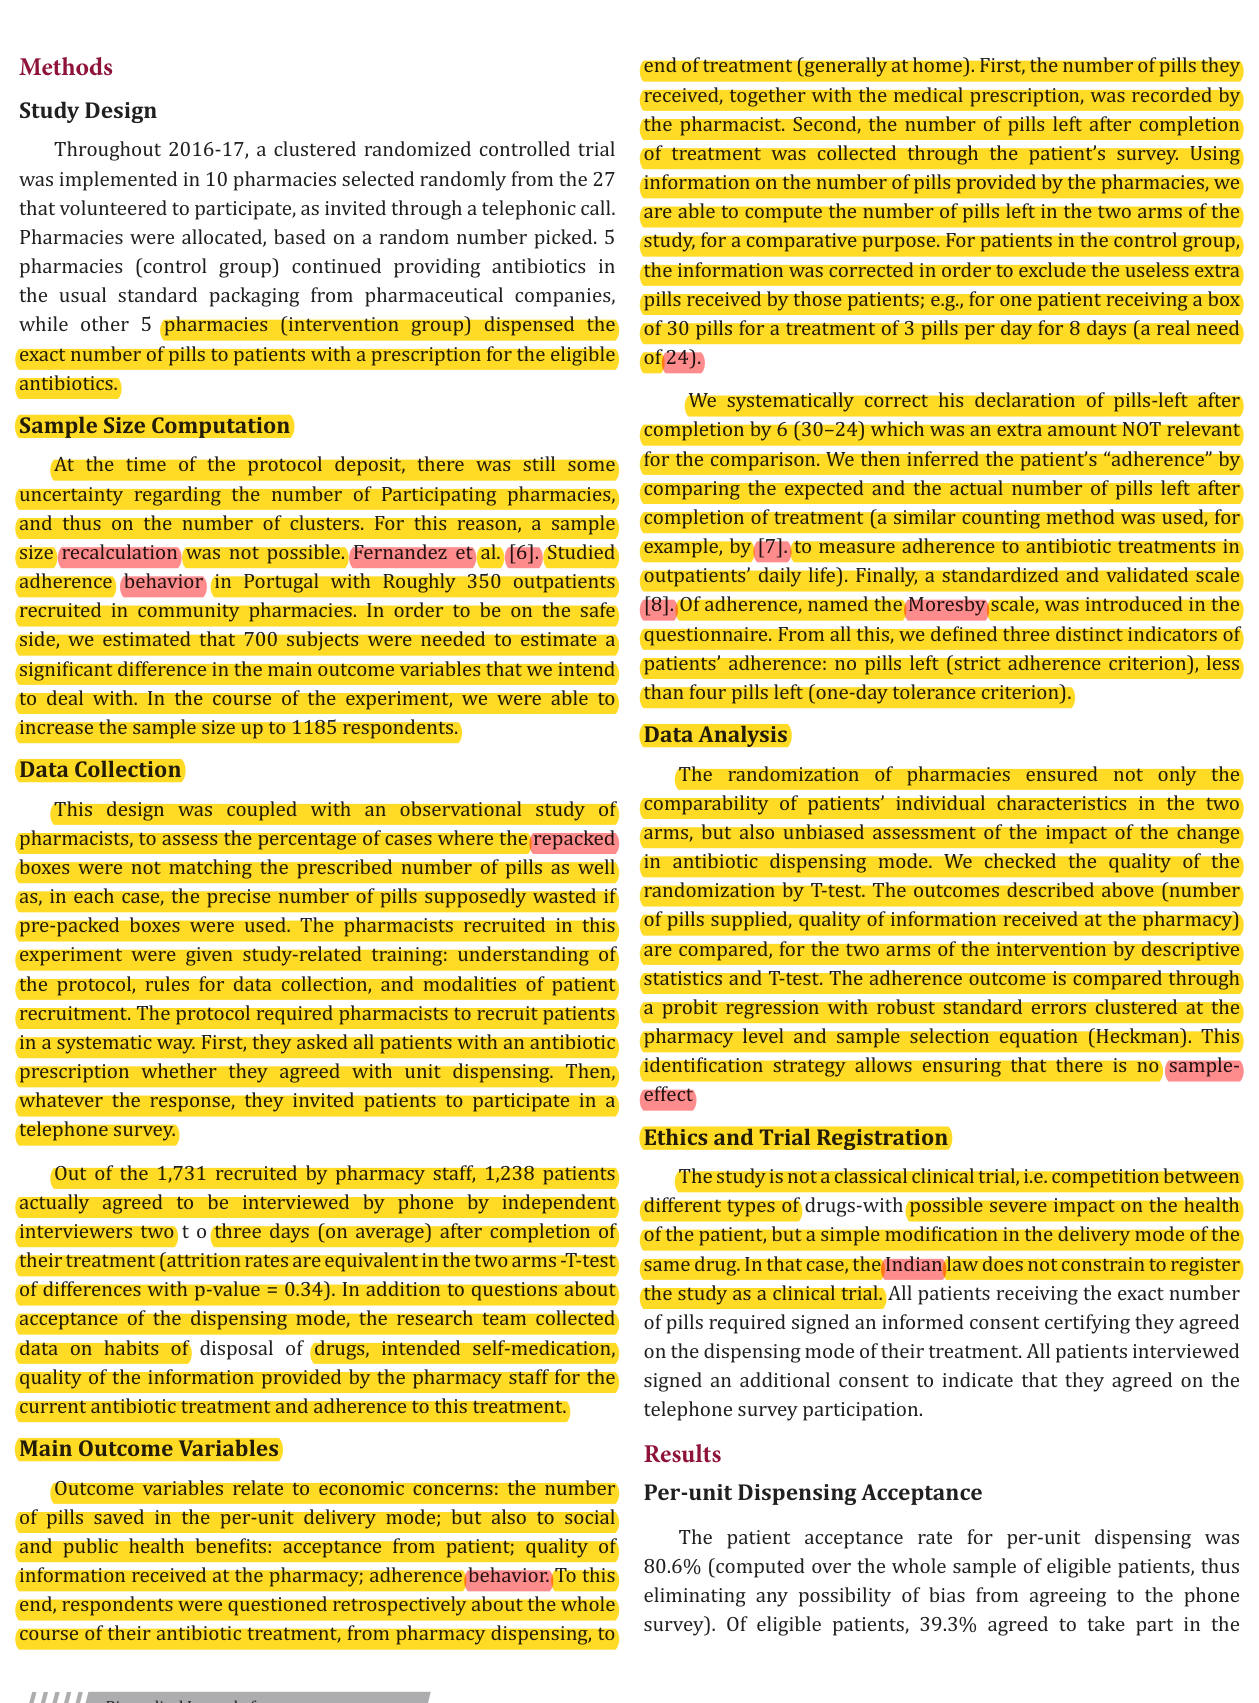 Methods
Study Design
Throughout 2016-17, a clustered randomized controlled trial
was implemented in 10 pharmacies selected randomly from the 27
that volunteered to participate, as invited through a telephonic call.
Pharmacies were allocated, based on a random number picked. 5
pharmacies (control group) continued providing antibiotics in
the usual standard packaging from pharmaceutical companies,
while other 5 pharmacies (intervention group) dispensed the
exact number of pills to patients with a prescription for the eligible
antibiotics.
Sample Size Computation
At the time of the protocol deposit, there was still some
uncertainty regarding the number of Participating pharmacies,
and thus on the number of clusters. For this reason, a sample
size recalculation was not possible. Fernandez et al. [6]. Studied
adherence behavior in Portugal with Roughly 350 outpatients
recruited in community pharmacies. In order to be on the safe
side, we estimated that 700 subjects were needed to estimate a
significant difference in the main outcome variables that we intend
to deal with. In the course of the experiment, we were able to
increase the sample size up to 1185 respondents.
Data Collection
This design was coupled with an observational study of
pharmacists, to assess the percentage of cases where the repacked
boxes were not matching the prescribed number of pills as well
as, in each case, the precise number of pills supposedly wasted if
pre-packed boxes were used. The pharmacists recruited in this
experiment were given study-related training: understanding of
the protocol, rules for data collection, and modalities of patient
recruitment. The protocol required pharmacists to recruit patients
in a systematic way. First, they asked all patients with an antibiotic
prescription whether they agreed with unit dispensing. Then,
whatever the response, they invited patients to participate in a
telephone survey.
Out of the 1,731 recruited by pharmacy staff, 1,238 patients
actually agreed to be interviewed by phone by independent
interviewers two t o three days (on average) after completion of
their treatment (attrition rates are equivalent in the two arms -T-test
of differences with p-value = 0.34). In addition to questions about
acceptance of the dispensing mode, the research team collected
data on habits of disposal of drugs, intended self-medication,
quality of the information provided by the pharmacy staff for the
current antibiotic treatment and adherence to this treatment.
Main Outcome Variables
Outcome variables relate to economic concerns: the number
of pills saved in the per-unit delivery mode; but also to social
and public health benefits: acceptance from patient; quality of
information received at the pharmacy; adherence behavior. To this
end, respondents were questioned retrospectively about the whole
course of their antibiotic treatment, from pharmacy dispensing, to
end of treatment (generally at home). First, the number of pills they
received, together with the medical prescription, was recorded by
the pharmacist. Second, the number of pills left after completion
of treatment was collected through the patient's survey. Using
information on the number of pills provided by the pharmacies, we
are able to compute the number of pills left in the two arms of the
study, for a comparative purpose. For patients in the control group,
the information was corrected in order to exclude the useless extra
pills received by those patients; e.g., for one patient receiving a box
of 30 pills for a treatment of 3 pills per day for 8 days (a real need
of 24).
We systematically correct his declaration of pills-left after
completion by 6 (30–24) which was an extra amount NOT relevant
for the comparison. We then inferred the patient's “adherence” by
comparing the expected and the actual number of pills left after
completion of treatment (a similar counting method was used, for
example, by [7]. to measure adherence to antibiotic treatments in
outpatients' daily life). Finally, a standardized and validated scale
[8]. Of adherence, named the Moresby scale, was introduced in the
questionnaire. From all this, we defined three distinct indicators of
patients' adherence: no pills left (strict adherence criterion), less
than four pills left (one-day tolerance criterion).
Data Analysis
The randomization of pharmacies ensured not only the
comparability of patients' individual characteristics in the two
arms, but also unbiased assessment of the impact of the change
in antibiotic dispensing mode. We checked the quality of the
randomization by T-test. The outcomes described above (number
of pills supplied, quality of information received at the pharmacy)
are compared, for the two arms of the intervention by descriptive
statistics and T-test. The adherence outcome is compared through
a probit regression with robust standard errors clustered at the
pharmacy level and sample selection equation (Heckman). This
identification strategy allows ensuring that there is no sample-
effect
Ethics and Trial Registration
The study is not a classical clinical trial, i.e. competition between
different types of drugs-with possible severe impact on the health
of the patient, but a simple modification in the delivery mode of the
same drug. In that case, the Indian law does not constrain to register
the study as a clinical trial. All patients receiving the exact number
of pills required signed an informed consent certifying they agreed
on the dispensing mode of their treatment. All patients interviewed
signed an additional consent to indicate that they agreed on the
telephone survey participation.
Results
Per-unit Dispensing Acceptance
The patient acceptance rate for per-unit dispensing was
80.6% (computed over the whole sample of eligible patients, thus
eliminating any possibility of bias from agreeing to the phone
survey). Of eligible patients, 39.3% agreed to take part in the